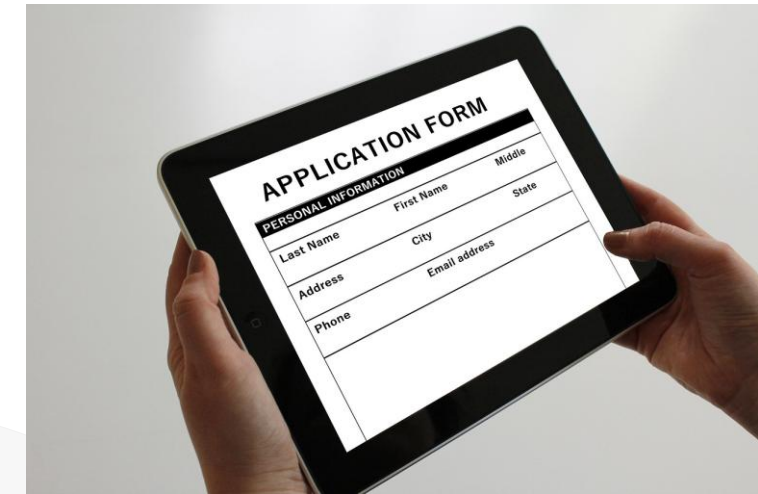 APPLICATION FORM
PERSONAL INFORMATION
Last Name First Name Middle
Address City State
Phone Email address